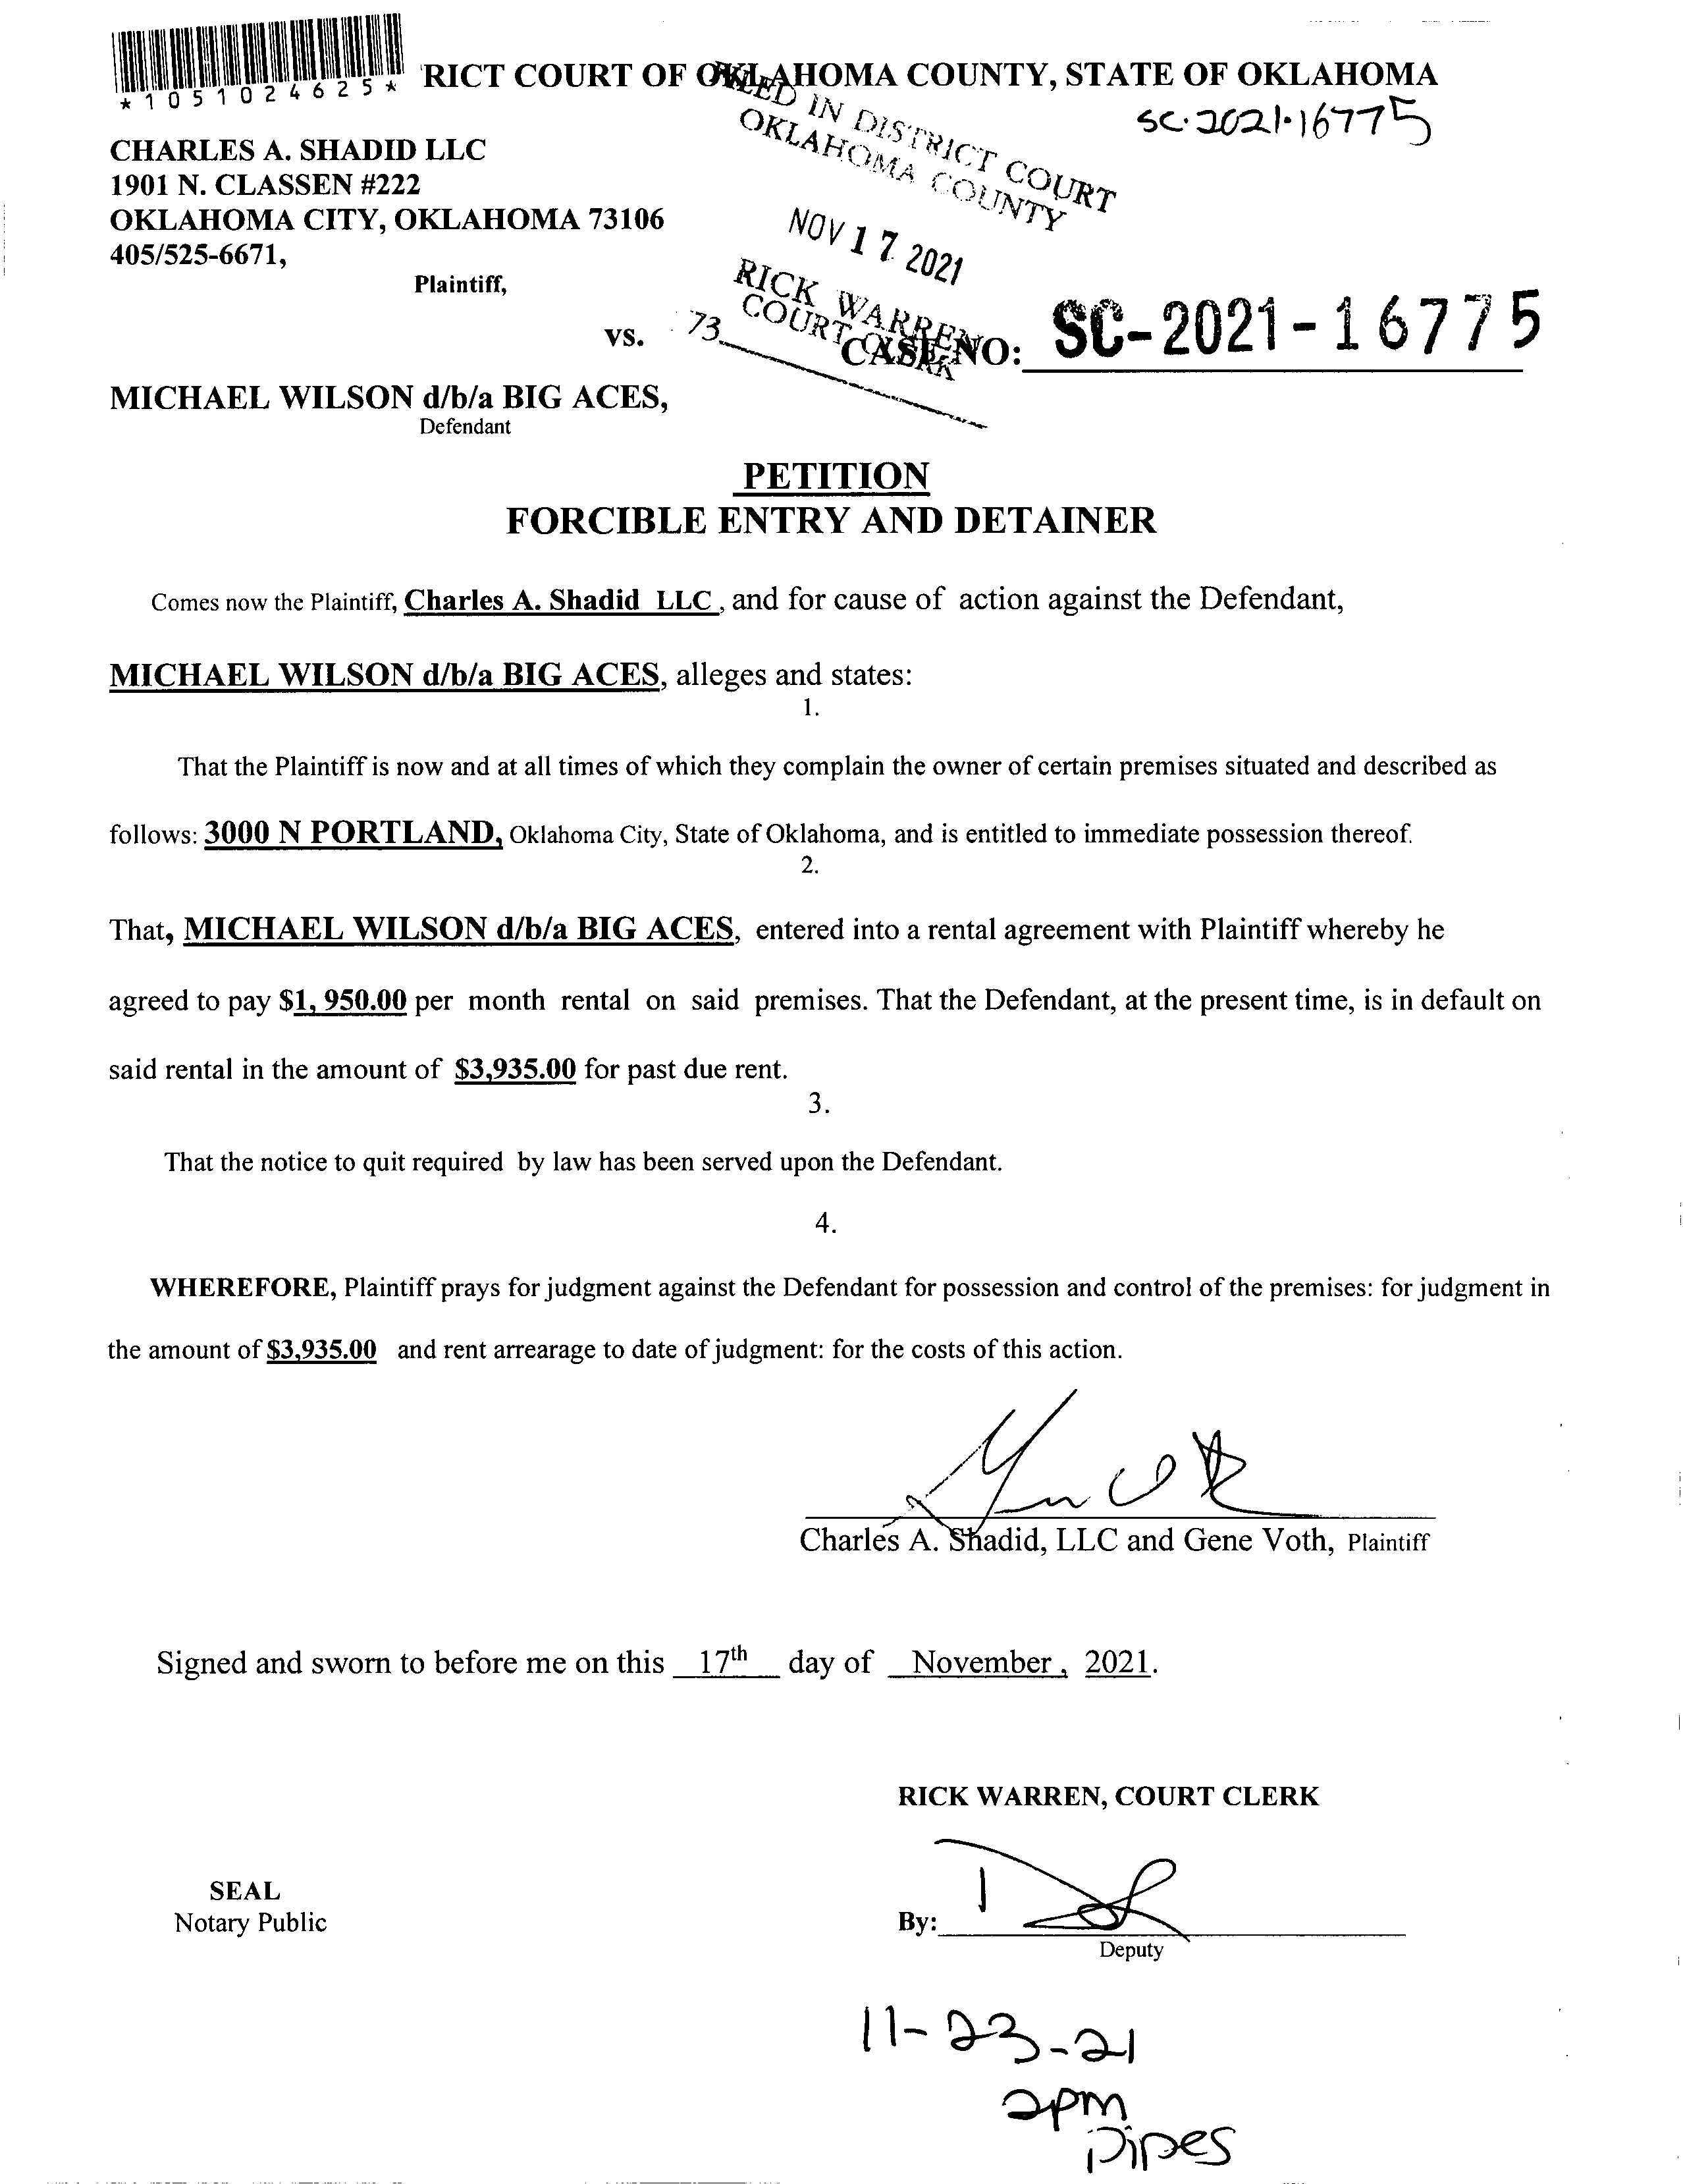 *1051024625*
'RICT COURT OF OKLAHOMA COUNTY, STATE OF OKLAHOMA
SC-2021-16775
FILED IN DISTRICT COURT
OKLAHOMA COUNTY
NOV 17 2021
RICK WARREN
COURT CLERK
73
CHARLES A. SHADID LLC
1901 N. CLASSEN #222
OKLAHOMA CITY, OKLAHOMA 73106
405/525-6671,
Plaintiff,
vs.
CASE NO: SC-2021-16775
MICHAEL WILSON d/b/a BIG ACES,
Defendant
PETITION
FORCIBLE ENTRY AND DETAINER
Comes now the Plaintiff, Charles A. Shadid LLC, and for cause of action against the Defendant,
MICHAEL WILSON d/b/a BIG ACES, alleges and states:
1.
That the Plaintiff is now and at all times of which they complain the owner of certain premises situated and described as
follows: 3000 N PORTLAND, Oklahoma City, State of Oklahoma, and is entitled to immediate possession thereof.
2.
That, MICHAEL WILSON d/b/a BIG ACES, entered into a rental agreement with Plaintiff whereby he
agreed to pay $1, 950.00 per month rental on said premises. That the Defendant, at the present time, is in default on
said rental in the amount of $3,935.00 for past due rent.
3.
That the notice to quit required by law has been served upon the Defendant.
4.
WHEREFORE, Plaintiff prays for judgment against the Defendant for possession and control of the premises: for judgment in
the amount of $3,935.00 and rent arrearage to date of judgment: for the costs of this action.
Charles A. Shadid, LLC and Gene Voth, Plaintiff
Signed and sworn to before me on this 17th day of November, 2021.
RICK WARREN, COURT CLERK
SEAL
Notary Public
By:
Deputy
11-23-21
2pm
Pipes